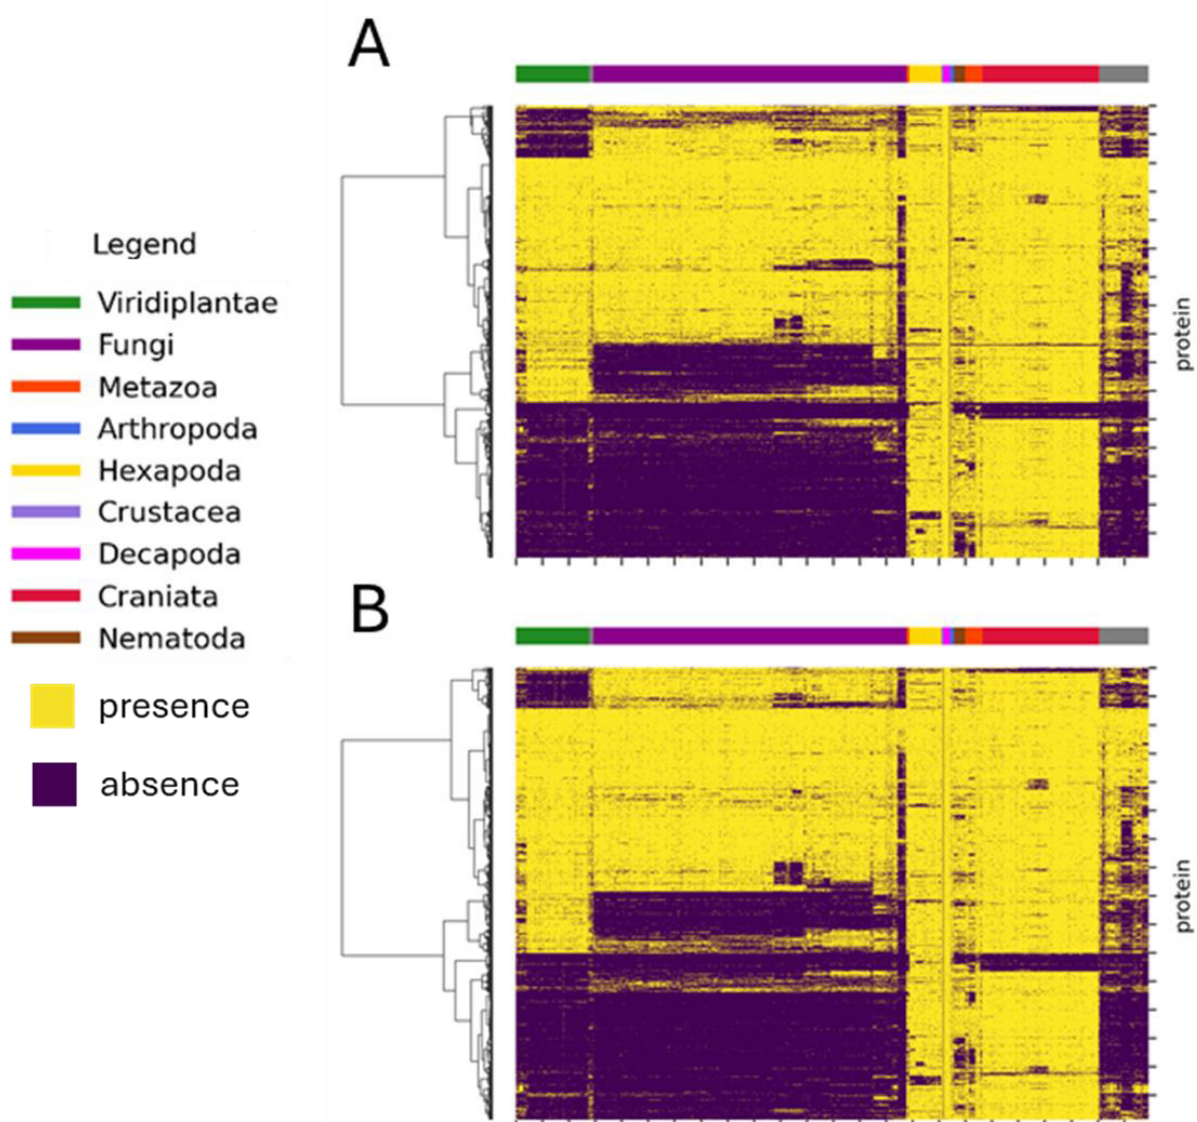 A
Legend
Viridiplantae
Fungi
Metazoa
Arthropoda
Hexapoda
Crustacea
Decapoda
Craniata
Nematoda
presence
absence
protein
B
protein